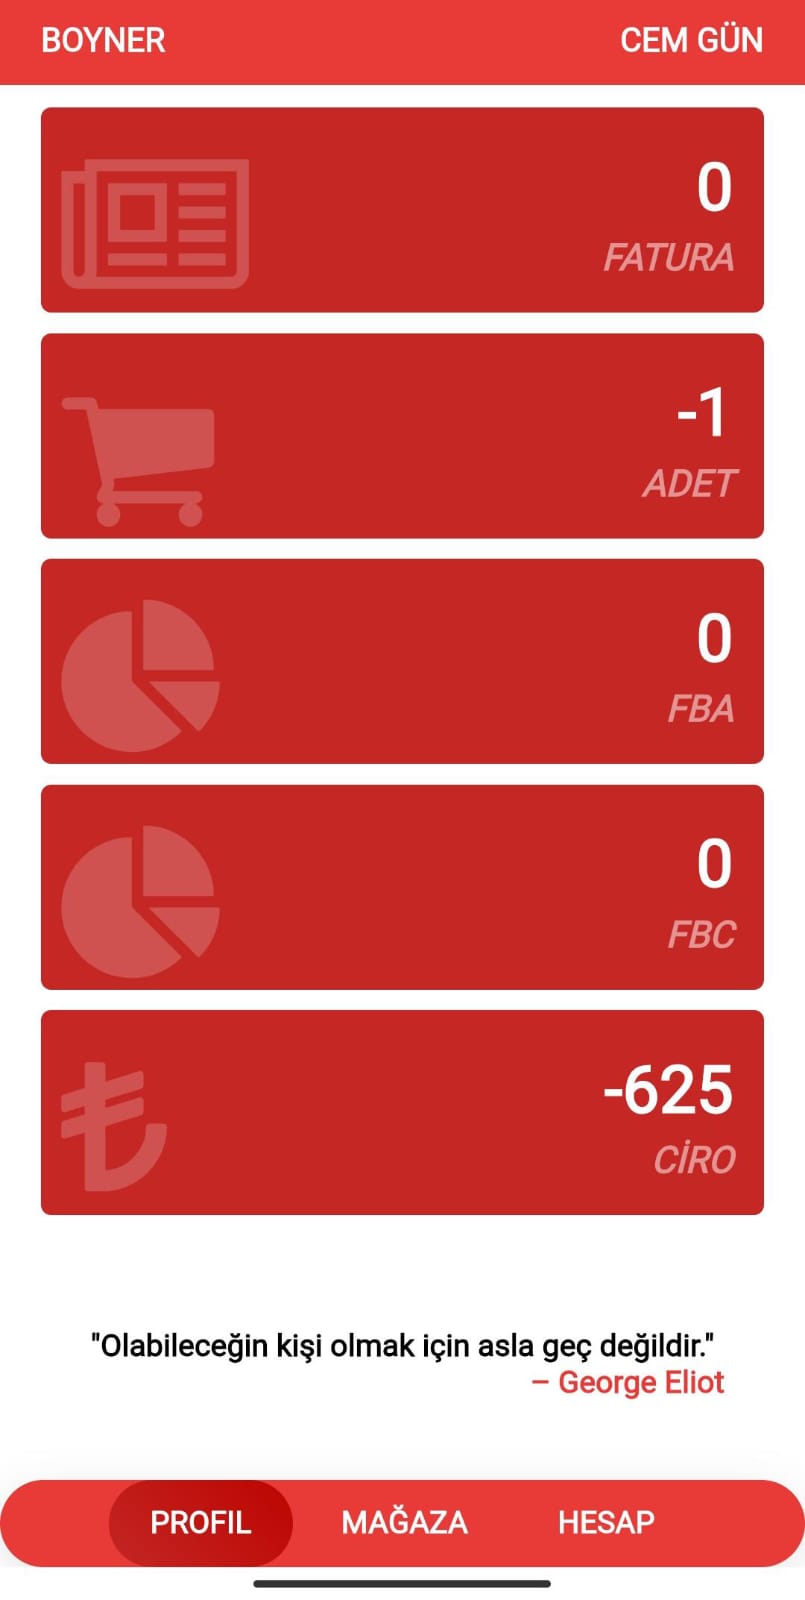 BOYNER
CEM GÜN
0
FATURA
-1
ADET
0
FBA
0
FBC
-625
CİRO
"Olabileceğin kişi olmak için asla geç değildir."
– George Eliot
PROFIL
MAĞAZA
HESAP